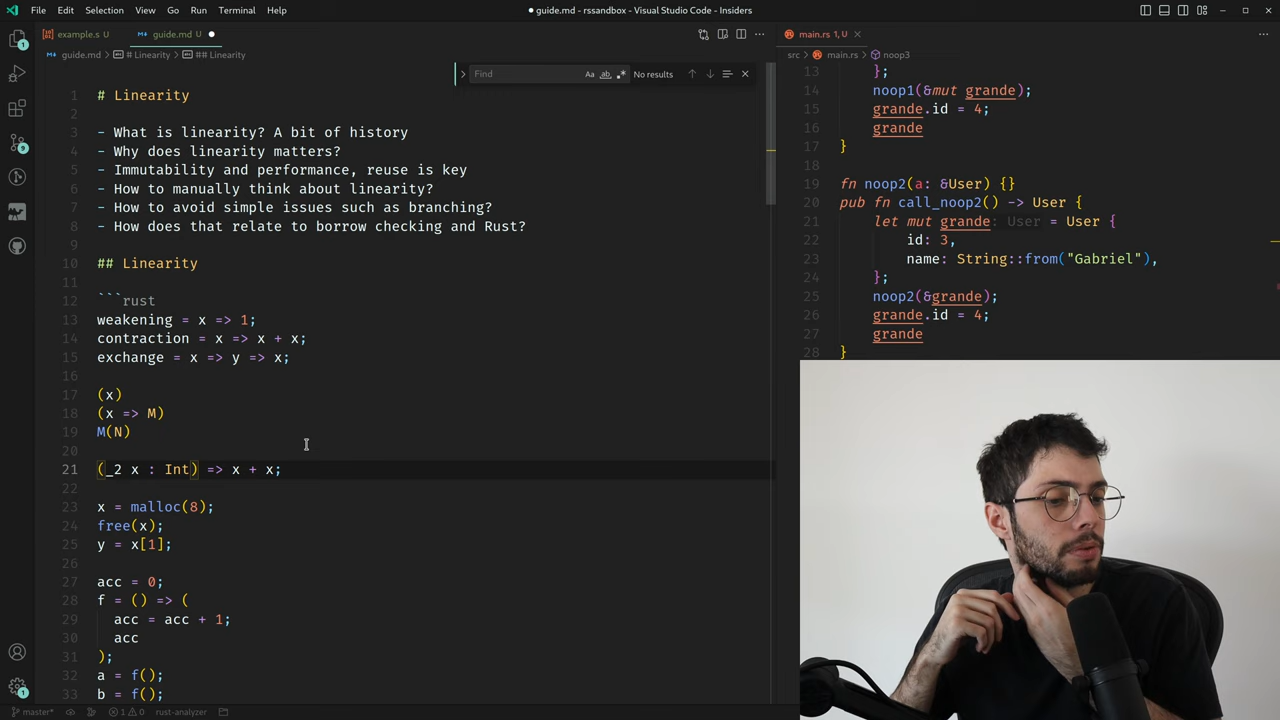 File Edit Selection View Go Run Terminal Help
guide.md - rssandbox - Visual Studio Code - Insiders
example.s U
guide.md U
main.rs 1, U
guide.md > # Linearity > ## Linearity
src > main.rs > noop3
Find
Aa ab .*
No results
1 # Linearity
2
3 - What is linearity? A bit of history
4 - Why does linearity matters?
5 - Immutability and performance, reuse is key
6 - How to manually think about linearity?
7 - How to avoid simple issues such as branching?
8 - How does that relate to borrow checking and Rust?
9
10 ## Linearity
11
12 ```rust
13 weakening = x => 1;
14 contraction = x => x + x;
15 exchange = x => y => x;
16
17 (x)
18 (x => M)
19 M(N)
20
21 (_2 x : Int) => x + x;
22
23 x = malloc(8);
24 free(x);
25 y = x[1];
26
27 acc = 0;
28 f = () => (
29 acc = acc + 1;
30 acc
31 );
32 a = f();
33 b = f();
13 };
14 noop1(&mut grande);
15 grande.id = 4;
16 grande
17 }
18
19 fn noop2(a: &User) {}
20 pub fn call_noop2() -> User {
21 let mut grande: User = User {
22 id: 3,
23 name: String::from("Gabriel"),
24 };
25 noop2(&grande);
26 grande.id = 4;
27 grande
28 }
1
9
1
master*
1 0
rust-analyzer